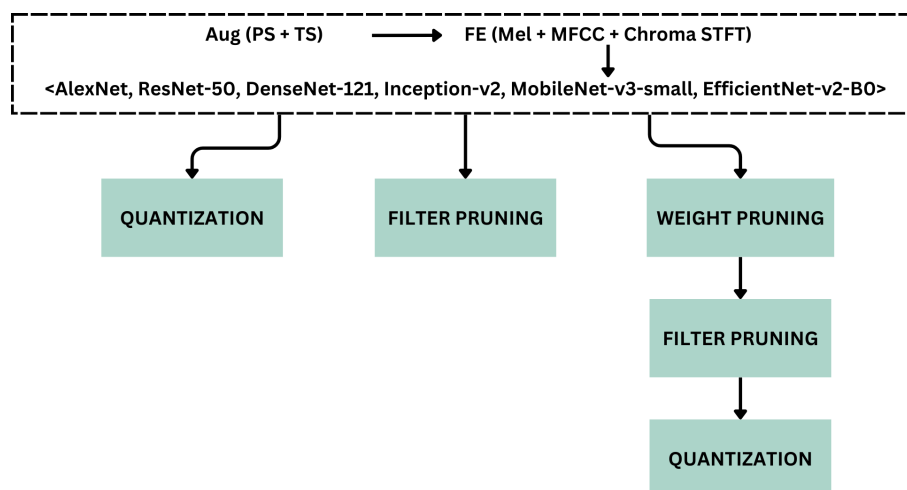 Aug (PS + TS)
FE (Mel + MFCC + Chroma STFT)
<AlexNet, ResNet-50, DenseNet-121, Inception-v2, MobileNet-v3-small, EfficientNet-v2-B0>
QUANTIZATION
FILTER PRUNING
WEIGHT PRUNING
FILTER PRUNING
QUANTIZATION